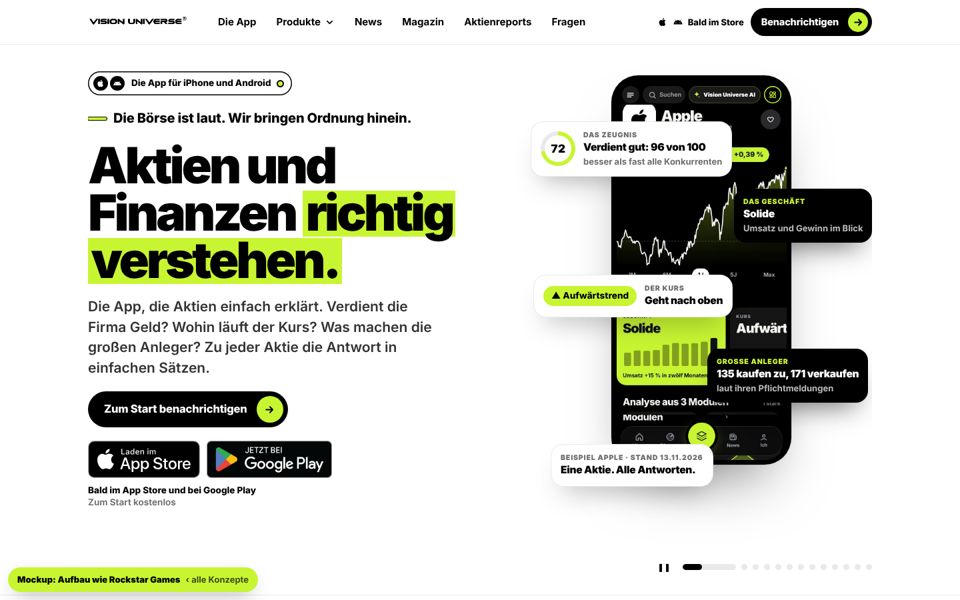 VISION UNIVERSE®
Die App
Produkte
News
Magazin
Aktienreports
Fragen
Bald im Store
Benachrichtigen
Die App für iPhone und Android
Die Börse ist laut. Wir bringen Ordnung hinein.
Aktien und
Finanzen richtig
verstehen.
Die App, die Aktien einfach erklärt. Verdient die
Firma Geld? Wohin läuft der Kurs? Was machen die
großen Anleger? Zu jeder Aktie die Antwort in
einfachen Sätzen.
Zum Start benachrichtigen
Laden im
App Store
JETZT BEI
Google Play
Bald im App Store und bei Google Play
Zum Start kostenlos
Suchen
Vision Universe AI
Apple
72
DAS ZEUGNIS
Verdient gut: 96 von 100
besser als fast alle Konkurrenten
+0,39 %
DAS GESCHÄFT
Solide
Umsatz und Gewinn im Blick
5J
Max
▲ Aufwärtstrend
DER KURS
Geht nach oben
KURS
Solide
Aufwärt
Umsatz +15 % in zwölf Monaten
GROSSE ANLEGER
135 kaufen zu, 171 verkaufen
laut ihren Pflichtmeldungen
Analyse aus 3 Modulen
Modulen
News
Ich
BEISPIEL APPLE · STAND 13.11.2026
Eine Aktie. Alle Antworten.
Mockup: Aufbau wie Rockstar Games
‹ alle Konzepte